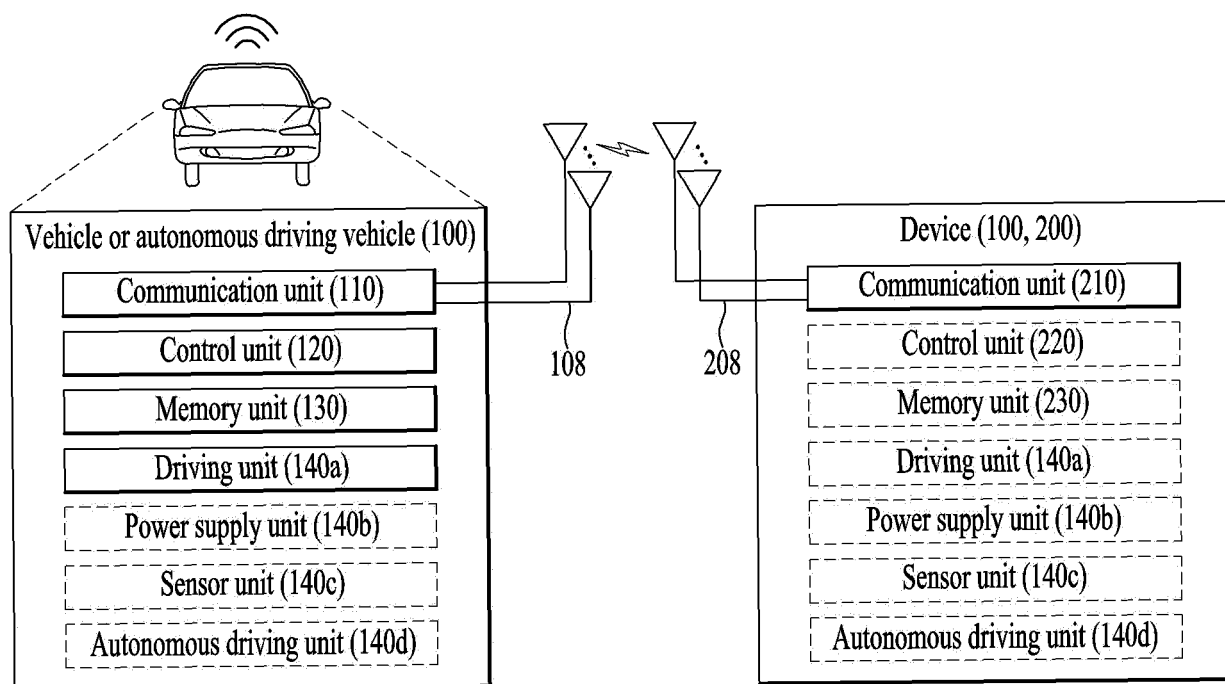 Vehicle or autonomous driving vehicle (100)
Communication unit (110)
Control unit (120)
Memory unit (130)
Driving unit (140a)
Power supply unit (140b)
Sensor unit (140c)
Autonomous driving unit (140d)
108
208
Device (100, 200)
Communication unit (210)
Control unit (220)
Memory unit (230)
Driving unit (140a)
Power supply unit (140b)
Sensor unit (140c)
Autonomous driving unit (140d)